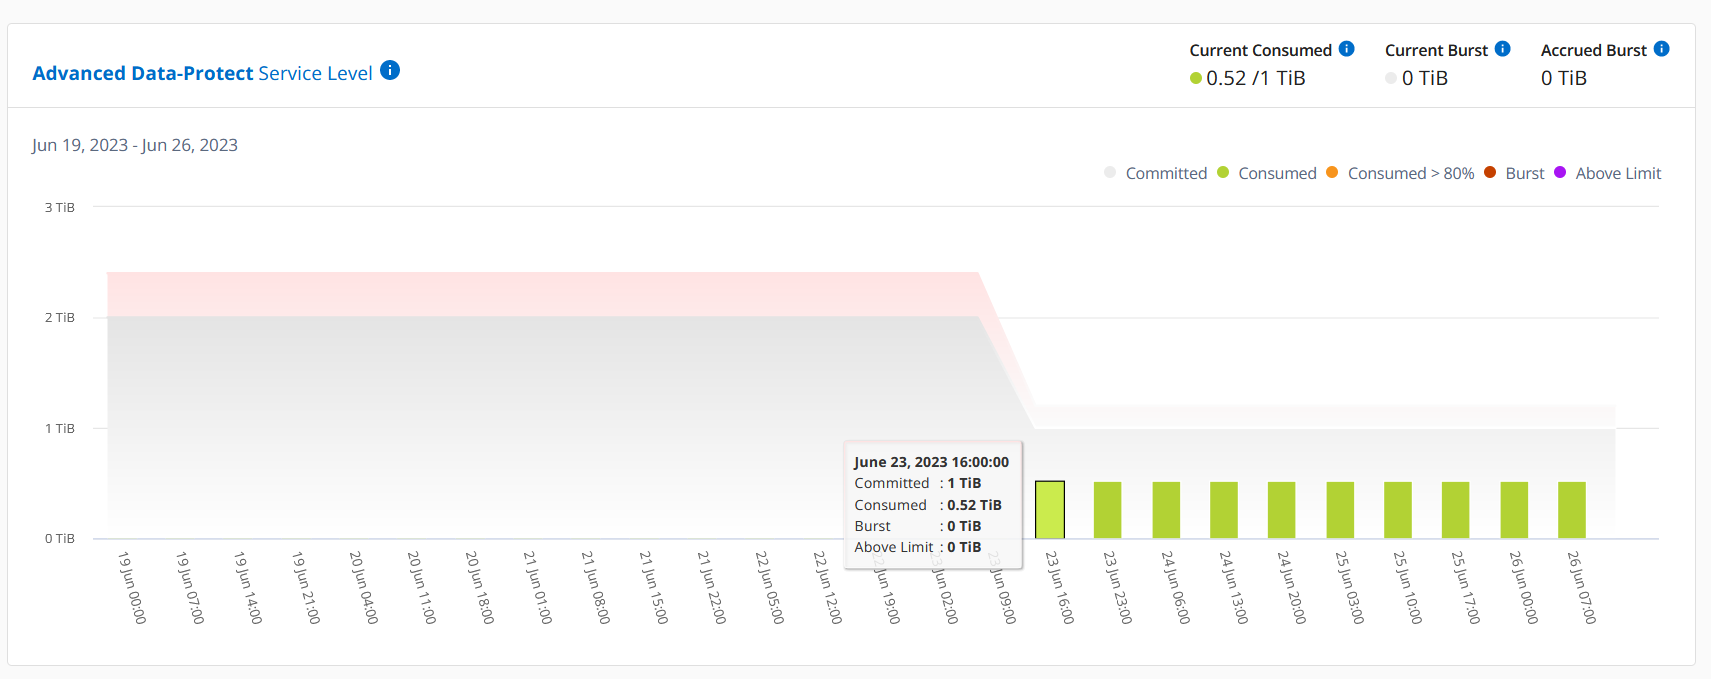 Advanced Data-Protect Service Level
Current Consumed
0.52 /1 TiB
Current Burst
0 TiB
Accrued Burst
0 TiB
Jun 19, 2023 - Jun 26, 2023
Committed
Consumed
Consumed > 80%
Burst
Above Limit
3 TiB
2 TiB
1 TiB
0 TiB
June 23, 2023 16:00:00
Committed : 1 TiB
Consumed : 0.52 TiB
Burst : 0 TiB
Above Limit : 0 TiB
19 Jun 00:00
19 Jun 07:00
19 Jun 14:00
19 Jun 21:00
20 Jun 04:00
20 Jun 11:00
20 Jun 18:00
21 Jun 01:00
21 Jun 08:00
21 Jun 15:00
21 Jun 22:00
22 Jun 05:00
22 Jun 12:00
22 Jun 19:00
23 Jun 02:00
23 Jun 09:00
23 Jun 16:00
23 Jun 23:00
24 Jun 06:00
24 Jun 13:00
24 Jun 20:00
25 Jun 03:00
25 Jun 10:00
25 Jun 17:00
26 Jun 00:00
26 Jun 07:00